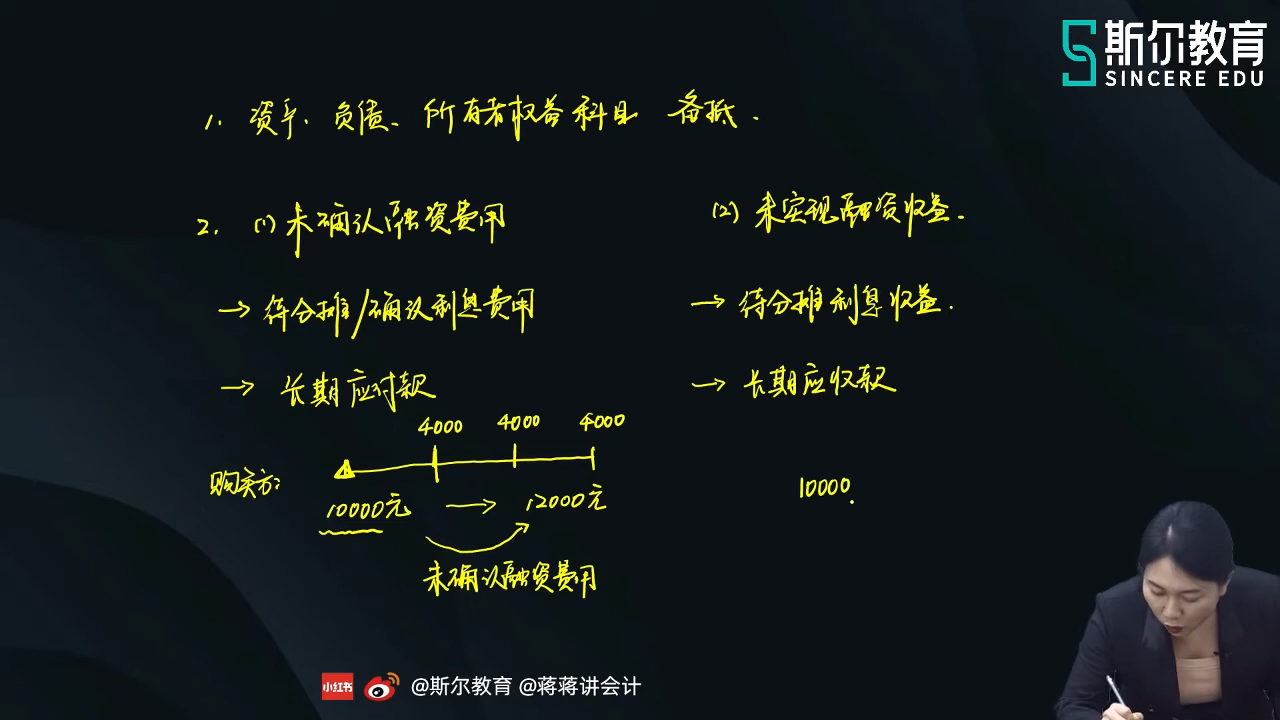 斯尔教育
SINCERE EDU
1. 资产、负债、所有者权益科目 备抵.
2. (1) 未确认融资费用
(2) 未实现融资收益.
→ 待分摊/确认利息费用
→ 待分摊利息收益.
→ 长期应付款
→ 长期应收款
4000 4000 4000
购买方:
10000元 → 12000元
10000.
未确认融资费用
小红书 @斯尔教育 @蒋蒋讲会计